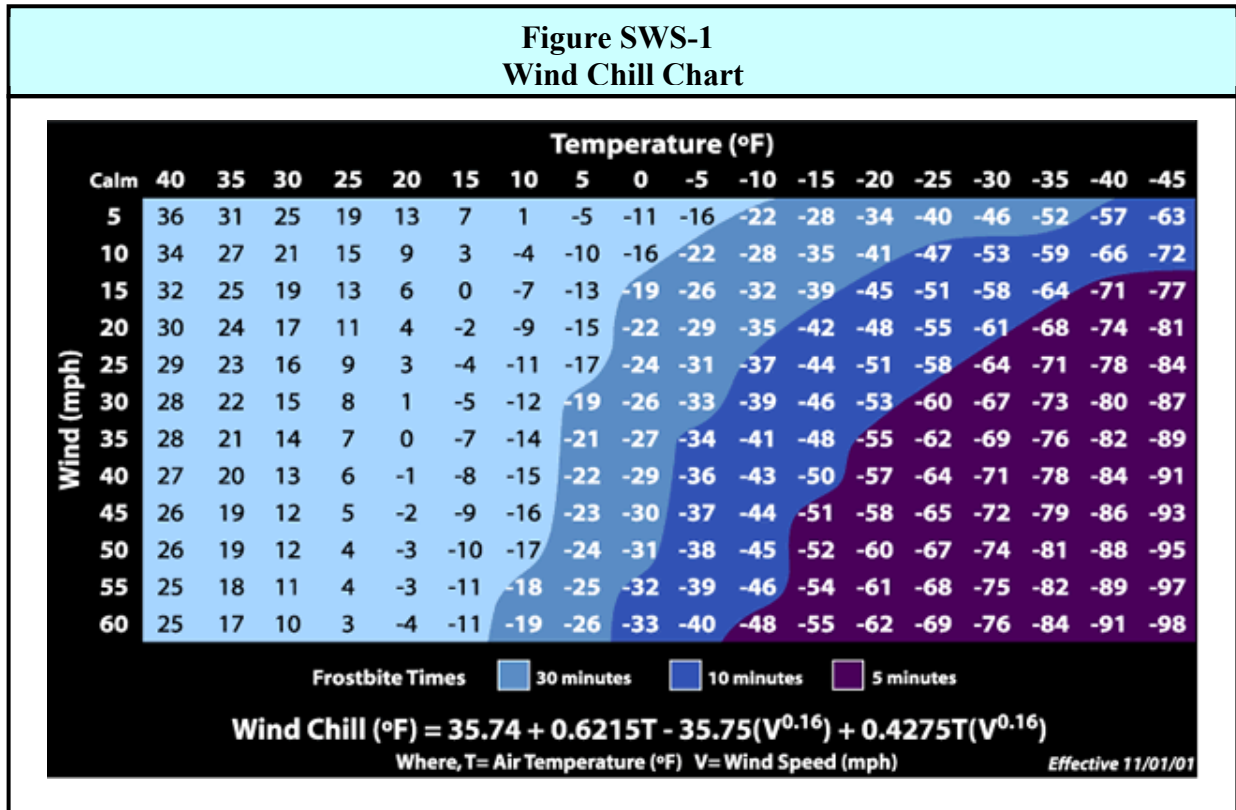 Figure SWS-1
Wind Chill Chart
Temperature (ºF)
Calm 40 35 30 25 20 15 10 5 0 -5 -10 -15 -20 -25 -30 -35 -40 -45
Wind (mph)
5 36 31 25 19 13 7 1 -5 -11 -16 -22 -28 -34 -40 -46 -52 -57 -63
10 34 27 21 15 9 3 -4 -10 -16 -22 -28 -35 -41 -47 -53 -59 -66 -72
15 32 25 19 13 6 0 -7 -13 -19 -26 -32 -39 -45 -51 -58 -64 -71 -77
20 30 24 17 11 4 -2 -9 -15 -22 -29 -35 -42 -48 -55 -61 -68 -74 -81
25 29 23 16 9 3 -4 -11 -17 -24 -31 -37 -44 -51 -58 -64 -71 -78 -84
30 28 22 15 8 1 -5 -12 -19 -26 -33 -39 -46 -53 -60 -67 -73 -80 -87
35 28 21 14 7 0 -7 -14 -21 -27 -34 -41 -48 -55 -62 -69 -76 -82 -89
40 27 20 13 6 -1 -8 -15 -22 -29 -36 -43 -50 -57 -64 -71 -78 -84 -91
45 26 19 12 5 -2 -9 -16 -23 -30 -37 -44 -51 -58 -65 -72 -79 -86 -93
50 26 19 12 4 -3 -10 -17 -24 -31 -38 -45 -52 -60 -67 -74 -81 -88 -95
55 25 18 11 4 -3 -11 -18 -25 -32 -39 -46 -54 -61 -68 -75 -82 -89 -97
60 25 17 10 3 -4 -11 -19 -26 -33 -40 -48 -55 -62 -69 -76 -84 -91 -98
Frostbite Times 30 minutes 10 minutes 5 minutes
Wind Chill (ºF) = 35.74 + 0.6215T - 35.75(V^0.16) + 0.4275T(V^0.16)
Where, T= Air Temperature (ºF) V= Wind Speed (mph) Effective 11/01/01